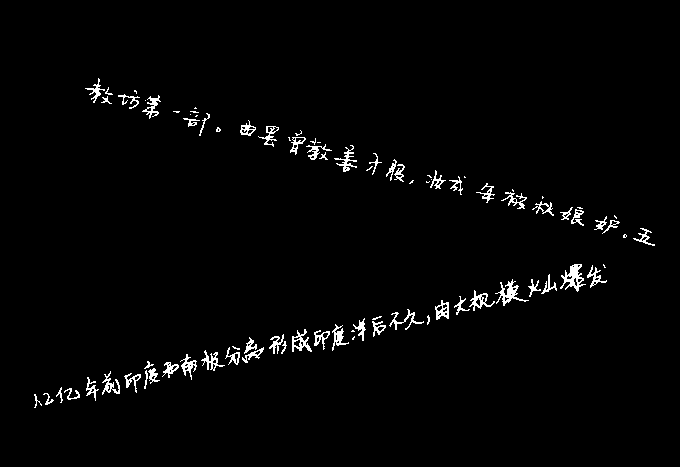 教坊第一部。曲罢曾教善才服,妆成每被秋娘妒。五
1.2亿年前印度和南极分离形成印度洋后不久,由大规模火山爆发